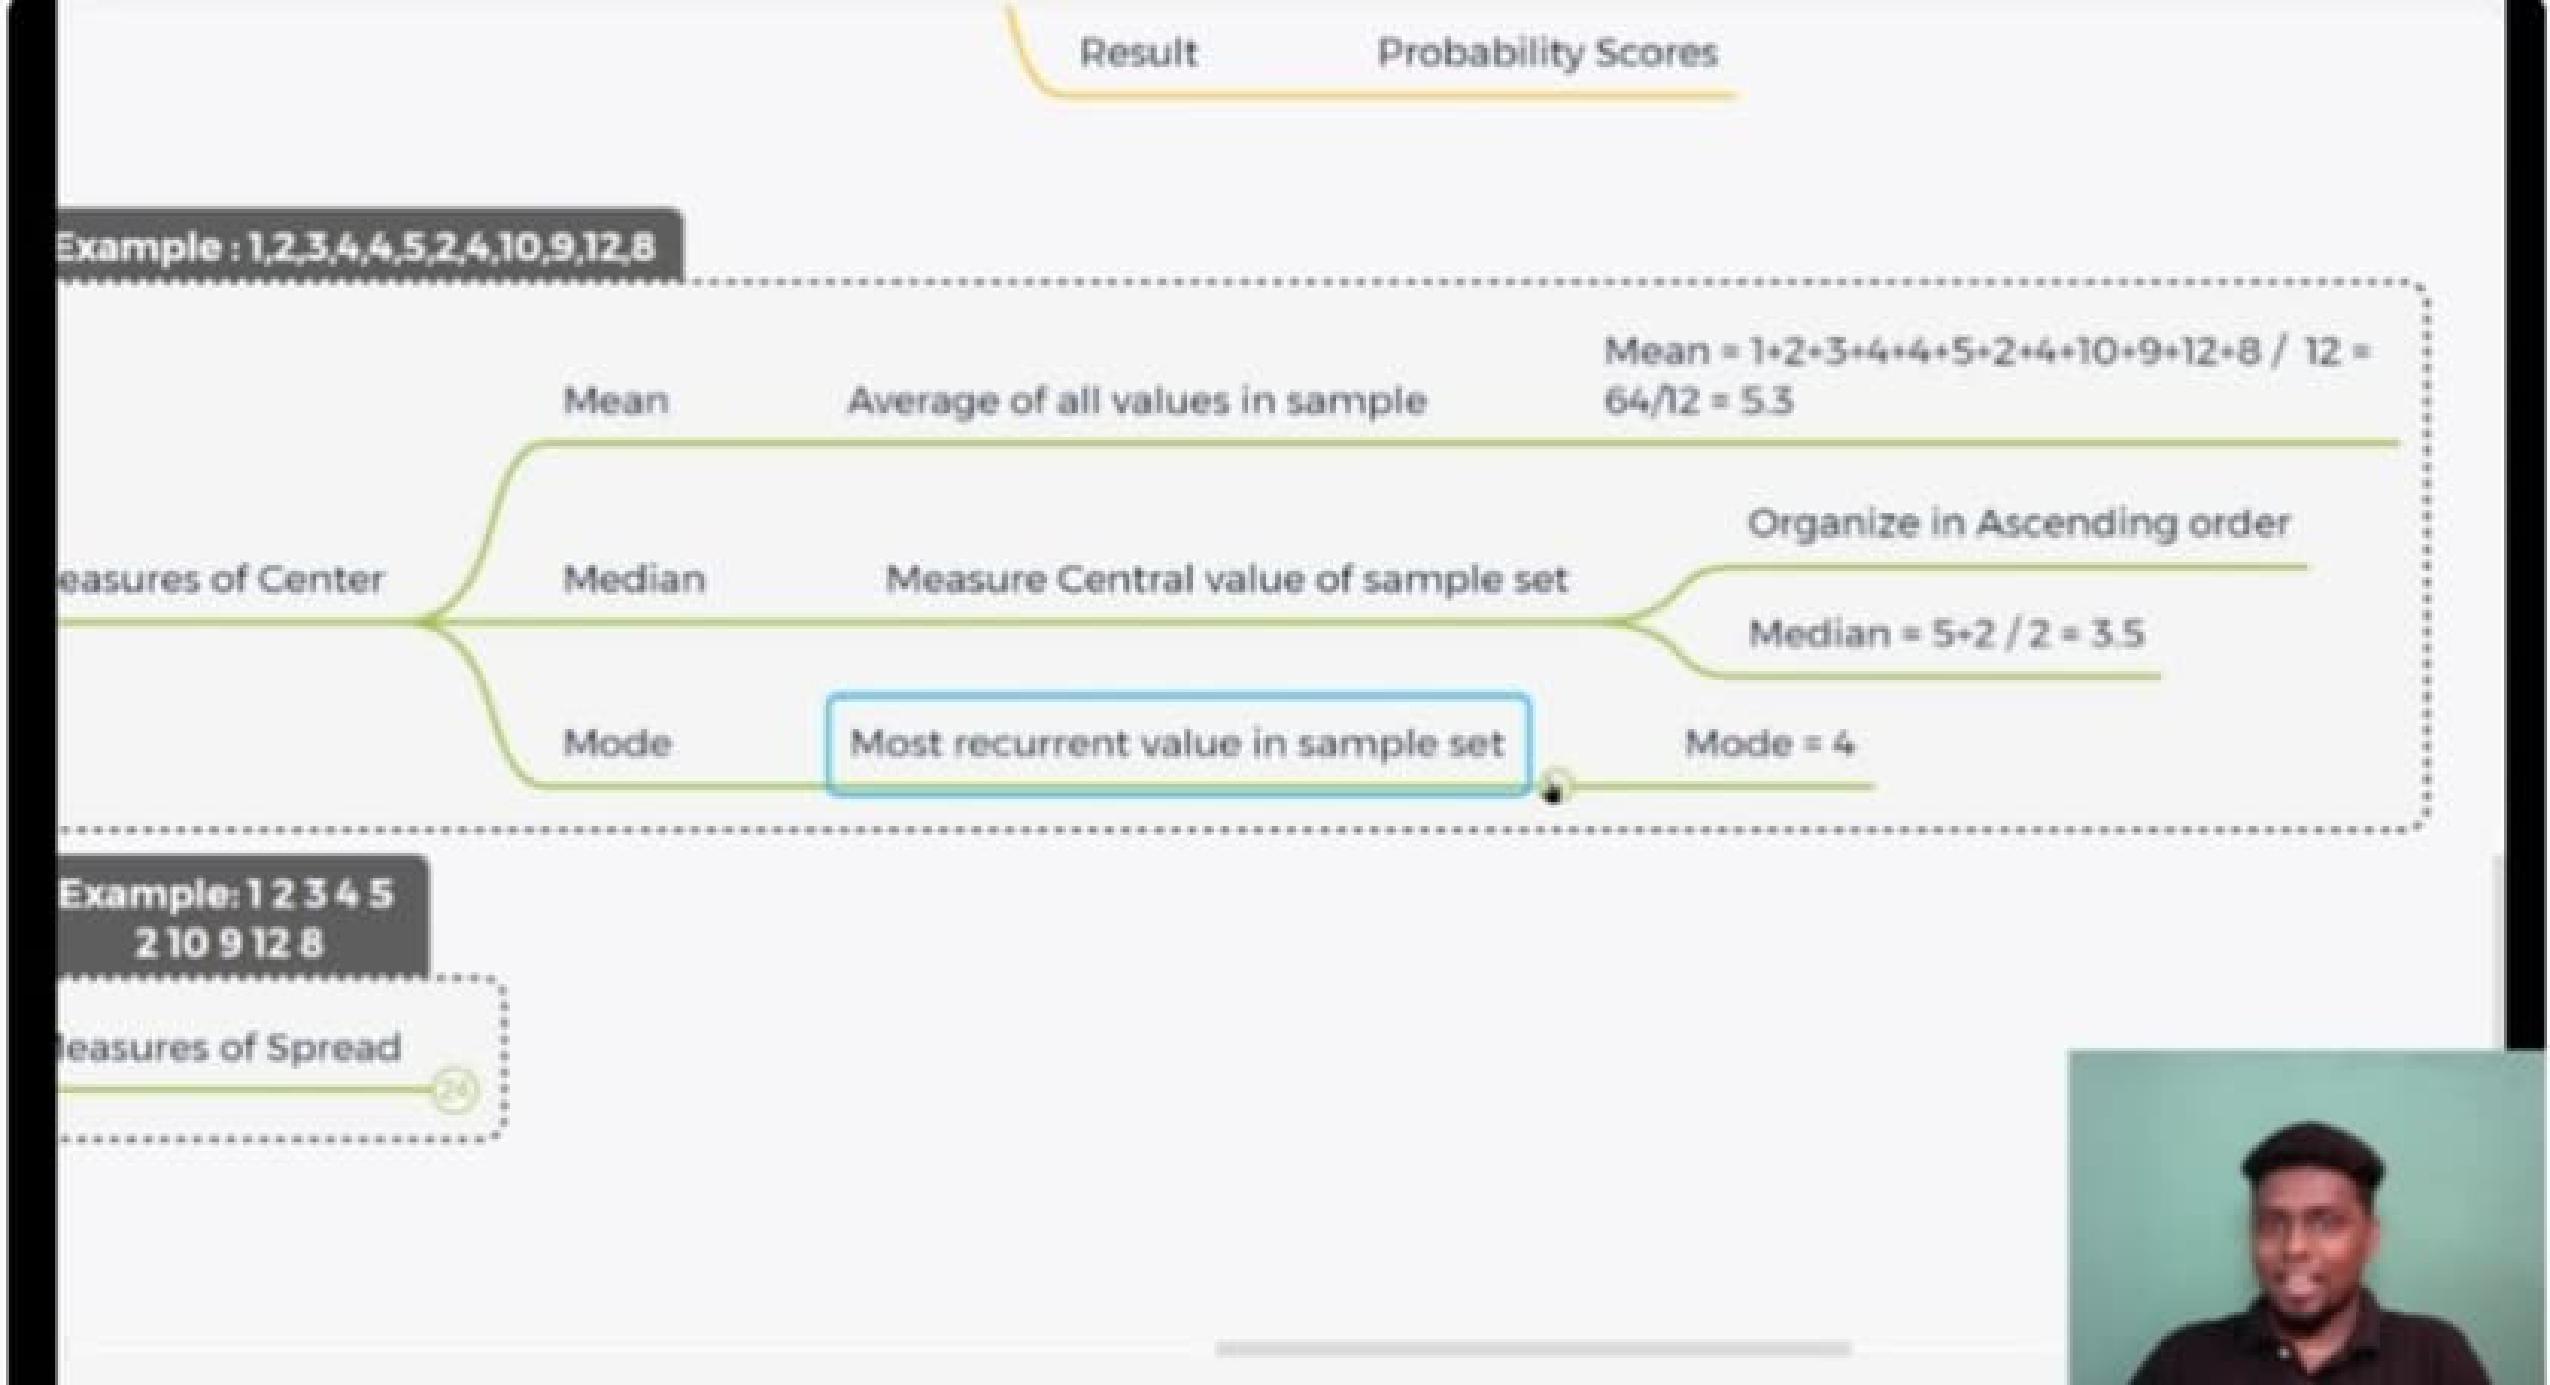 Result Probability Scores
Example : 1,2,3,4,4,5,2,4,10,9,12,8
Mean Average of all values in sample
Mean = 1+2+3+4+4+5+2+4+10+9+12+8 / 12 =
64/12 = 5.3
easures of Center
Median Measure Central value of sample set
Organize in Ascending order
Median = 5+2 / 2 = 3.5
Mode Most recurrent value in sample set Mode = 4
Example: 1 2 3 4 5
2 10 9 12 8
easures of Spread
24